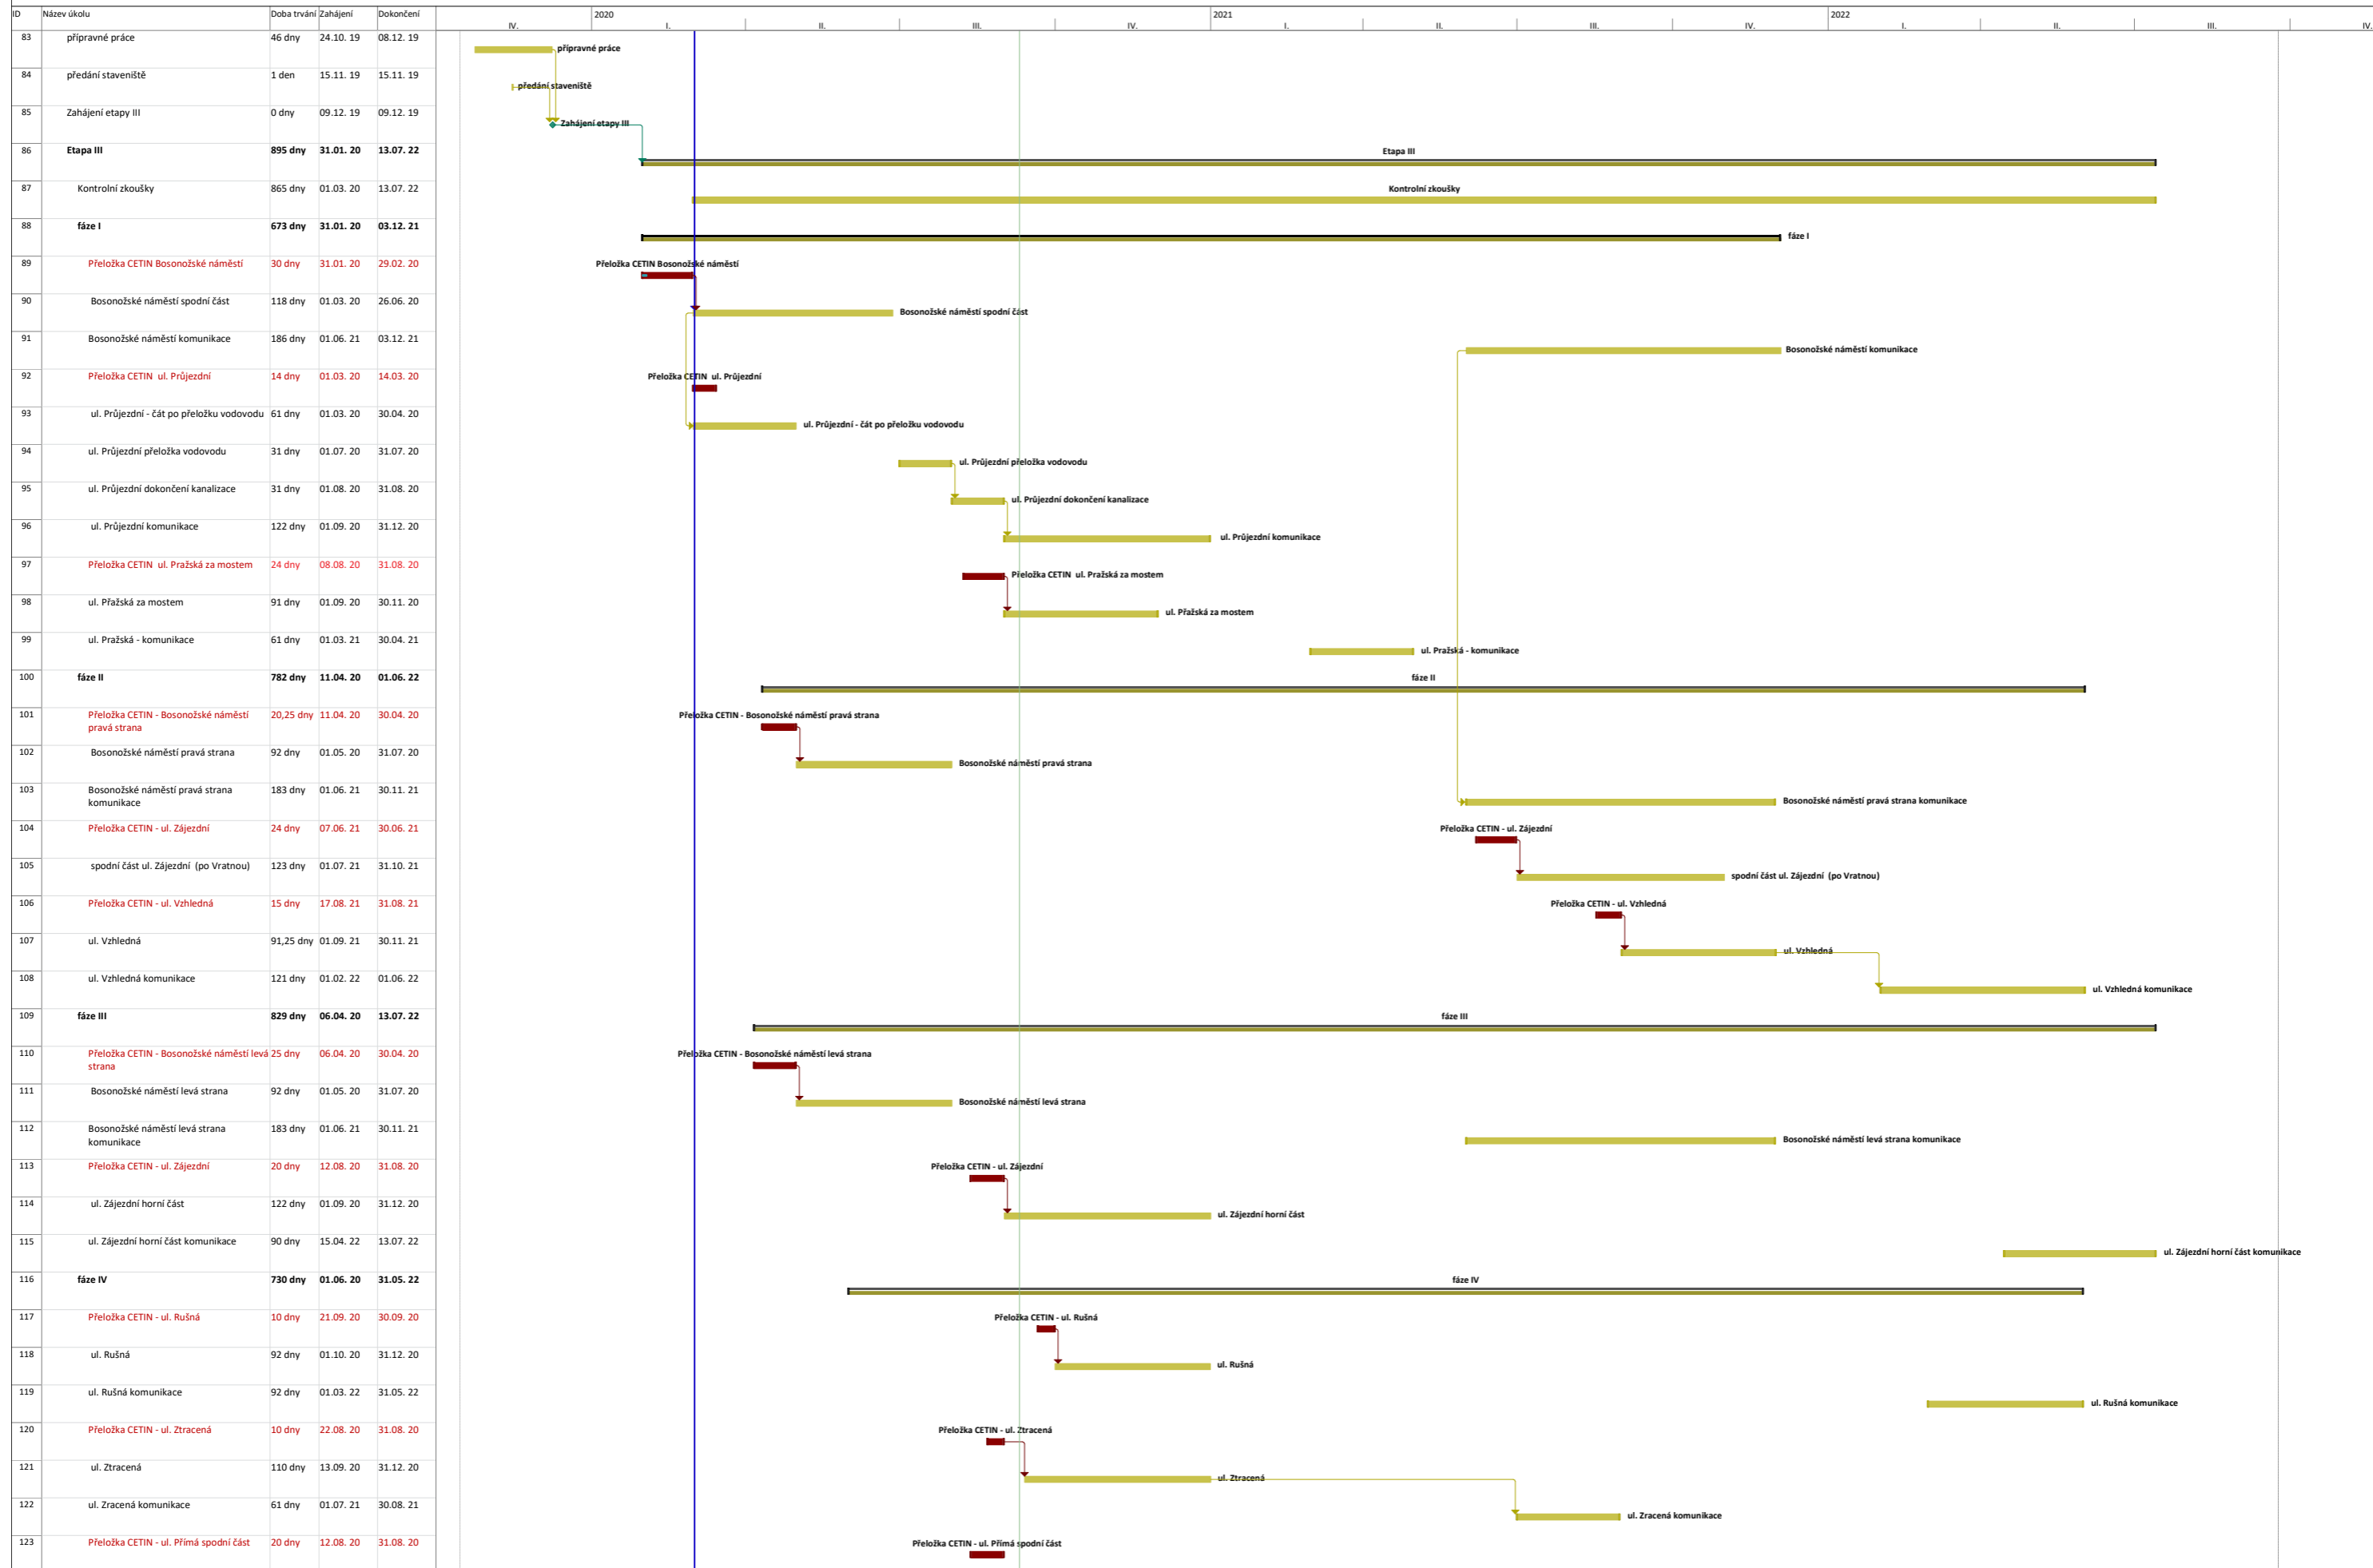 ID Název úkolu Doba trvání Zahájení Dokončení 2020 2021 2022
IV. I. II. III. IV. I. II. III. IV. I. II. III. IV.
83 přípravné práce 46 dny 24.10. 19 08.12. 19
přípravné práce
84 předání staveniště 1 den 15.11. 19 15.11. 19
předání staveniště
85 Zahájení etapy III 0 dny 09.12. 19 09.12. 19
Zahájení etapy III
86 Etapa III 895 dny 31.01. 20 13.07. 22
Etapa III
87 Kontrolní zkoušky 865 dny 01.03. 20 13.07. 22
Kontrolní zkoušky
88 fáze I 673 dny 31.01. 20 03.12. 21
fáze I
89 Přeložka CETIN Bosonožské náměstí 30 dny 31.01. 20 29.02. 20
Přeložka CETIN Bosonožské náměstí
90 Bosonožské náměstí spodní část 118 dny 01.03. 20 26.06. 20
Bosonožské náměstí spodní část
91 Bosonožské náměstí komunikace 186 dny 01.06. 21 03.12. 21
Bosonožské náměstí komunikace
92 Přeložka CETIN ul. Průjezdní 14 dny 01.03. 20 14.03. 20
Přeložka CETIN ul. Průjezdní
93 ul. Průjezdní - čát po přeložku vodovodu 61 dny 01.03. 20 30.04. 20
ul. Průjezdní - čát po přeložku vodovodu
94 ul. Průjezdní přeložka vodovodu 31 dny 01.07. 20 31.07. 20
ul. Průjezdní přeložka vodovodu
95 ul. Průjezdní dokončení kanalizace 31 dny 01.08. 20 31.08. 20
ul. Průjezdní dokončení kanalizace
96 ul. Průjezdní komunikace 122 dny 01.09. 20 31.12. 20
ul. Průjezdní komunikace
97 Přeložka CETIN ul. Pražská za mostem 24 dny 08.08. 20 31.08. 20
Přeložka CETIN ul. Pražská za mostem
98 ul. Přažská za mostem 91 dny 01.09. 20 30.11. 20
ul. Přažská za mostem
99 ul. Pražská - komunikace 61 dny 01.03. 21 30.04. 21
ul. Pražská - komunikace
100 fáze II 782 dny 11.04. 20 01.06. 22
fáze II
101 Přeložka CETIN - Bosonožské náměstí 20,25 dny 11.04. 20 30.04. 20
pravá strana
Přeložka CETIN - Bosonožské náměstí pravá strana
102 Bosonožské náměstí pravá strana 92 dny 01.05. 20 31.07. 20
Bosonožské náměstí pravá strana
103 Bosonožské náměstí pravá strana 183 dny 01.06. 21 30.11. 21
komunikace
Bosonožské náměstí pravá strana komunikace
104 Přeložka CETIN - ul. Zájezdní 24 dny 07.06. 21 30.06. 21
Přeložka CETIN - ul. Zájezdní
105 spodní část ul. Zájezdní (po Vratnou) 123 dny 01.07. 21 31.10. 21
spodní část ul. Zájezdní (po Vratnou)
106 Přeložka CETIN - ul. Vzhledná 15 dny 17.08. 21 31.08. 21
Přeložka CETIN - ul. Vzhledná
107 ul. Vzhledná 91,25 dny 01.09. 21 30.11. 21
ul. Vzhledná
108 ul. Vzhledná komunikace 121 dny 01.02. 22 01.06. 22
ul. Vzhledná komunikace
109 fáze III 829 dny 06.04. 20 13.07. 22
fáze III
110 Přeložka CETIN - Bosonožské náměstí levá 25 dny 06.04. 20 30.04. 20
strana
Přeložka CETIN - Bosonožské náměstí levá strana
111 Bosonožské náměstí levá strana 92 dny 01.05. 20 31.07. 20
Bosonožské náměstí levá strana
112 Bosonožské náměstí levá strana 183 dny 01.06. 21 30.11. 21
komunikace
Bosonožské náměstí levá strana komunikace
113 Přeložka CETIN - ul. Zájezdní 20 dny 12.08. 20 31.08. 20
Přeložka CETIN - ul. Zájezdní
114 ul. Zájezdní horní část 122 dny 01.09. 20 31.12. 20
ul. Zájezdní horní část
115 ul. Zájezdní horní část komunikace 90 dny 15.04. 22 13.07. 22
ul. Zájezdní horní část komunikace
116 fáze IV 730 dny 01.06. 20 31.05. 22
fáze IV
117 Přeložka CETIN - ul. Rušná 10 dny 21.09. 20 30.09. 20
Přeložka CETIN - ul. Rušná
118 ul. Rušná 92 dny 01.10. 20 31.12. 20
ul. Rušná
119 ul. Rušná komunikace 92 dny 01.03. 22 31.05. 22
ul. Rušná komunikace
120 Přeložka CETIN - ul. Ztracená 10 dny 22.08. 20 31.08. 20
Přeložka CETIN - ul. Ztracená
121 ul. Ztracená 110 dny 13.09. 20 31.12. 20
ul. Ztracená
122 ul. Zracená komunikace 61 dny 01.07. 21 30.08. 21
ul. Zracená komunikace
123 Přeložka CETIN - ul. Přímá spodní část 20 dny 12.08. 20 31.08. 20
Přeložka CETIN - ul. Přímá spodní část